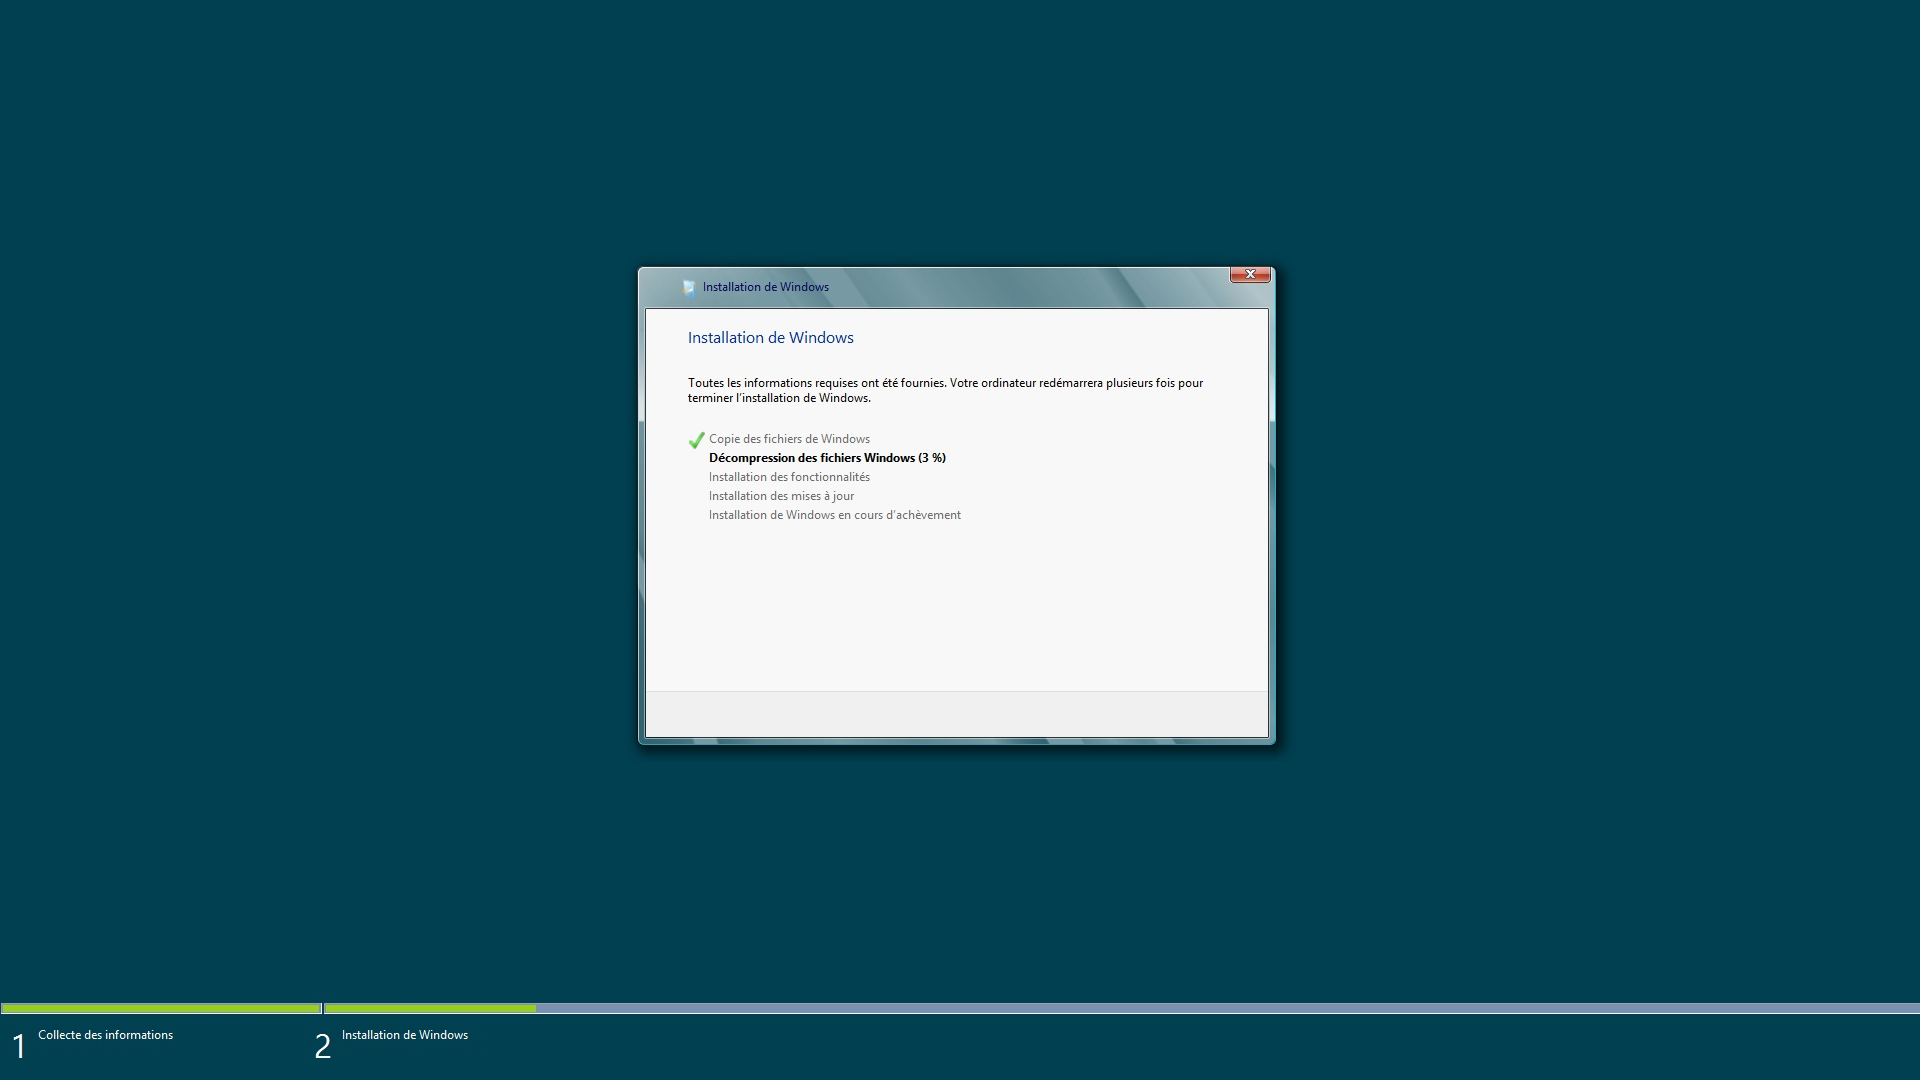 Installation de Windows
Installation de Windows
Toutes les informations requises ont été fournies. Votre ordinateur redémarrera plusieurs fois pour
terminer l'installation de Windows.
Copie des fichiers de Windows
Décompression des fichiers Windows (3 %)
Installation des fonctionnalités
Installation des mises à jour
Installation de Windows en cours d'achèvement
1 Collecte des informations
2 Installation de Windows